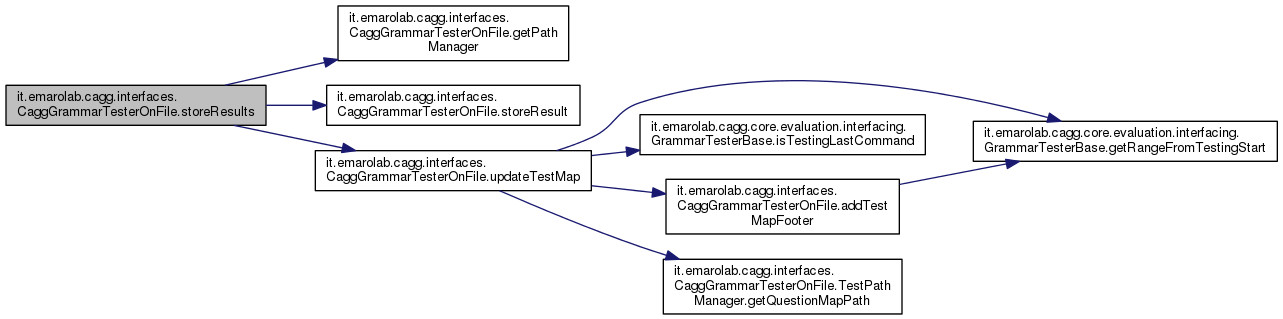 it.emarolab.cagg.interfaces.
CaggGrammarTesterOnFile.storeResults
it.emarolab.cagg.interfaces.
CaggGrammarTesterOnFile.getPath
Manager
it.emarolab.cagg.interfaces.
CaggGrammarTesterOnFile.storeResult
it.emarolab.cagg.interfaces.
CaggGrammarTesterOnFile.updateTestMap
it.emarolab.cagg.core.evaluation.interfacing.
GrammarTesterBase.isTestingLastCommand
it.emarolab.cagg.interfaces.
CaggGrammarTesterOnFile.addTest
MapFooter
it.emarolab.cagg.interfaces.
CaggGrammarTesterOnFile.TestPath
Manager.getQuestionMapPath
it.emarolab.cagg.core.evaluation.interfacing.
GrammarTesterBase.getRangeFromTestingStart